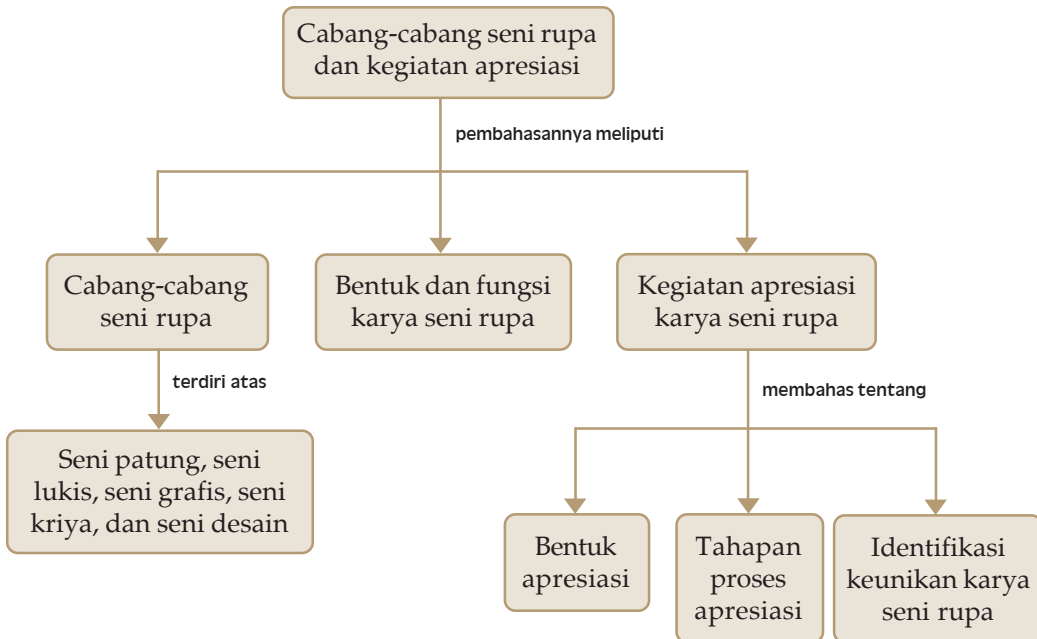 Cabang-cabang seni rupa
dan kegiatan apresiasi
pembahasannya meliputi
Cabang-cabang
seni rupa
Bentuk dan fungsi
karya seni rupa
Kegiatan apresiasi
karya seni rupa
terdiri atas
membahas tentang
Seni patung, seni
lukis, seni grafis, seni
kriya, dan seni desain
Bentuk
apresiasi
Tahapan
proses
apresiasi
Identifikasi
keunikan karya
seni rupa